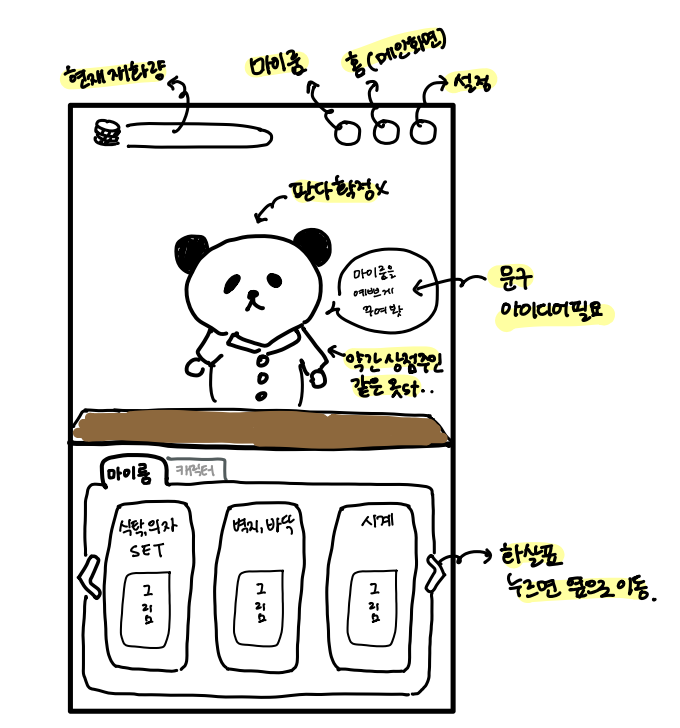 현재 재화량
마이룸
홈(메인화면)
설정
판다 확정X
마이룸을
예쁘게
꾸며봣
문구
아이디어필요
약간 상점주인
같은 옷st..
마이룸
캐릭터
식탁,의자
SET
그
림
벽지, 바닥
그
림
시계
그
림
화살표
누르면 옆으로 이동.